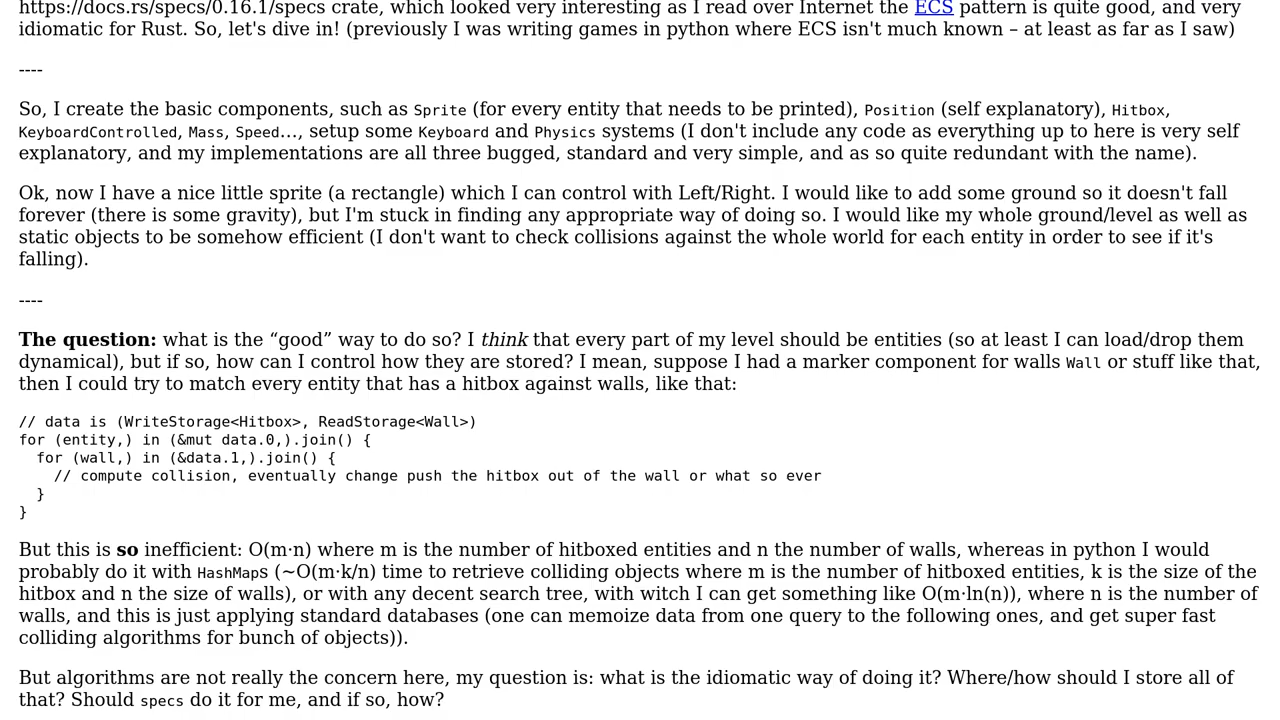 https://docs.rs/specs/0.16.1/specs crate, which looked very interesting as I read over Internet the ECS pattern is quite good, and very
idiomatic for Rust. So, let's dive in! (previously I was writing games in python where ECS isn't much known – at least as far as I saw)
----
So, I create the basic components, such as Sprite (for every entity that needs to be printed), Position (self explanatory), Hitbox,
KeyboardControlled, Mass, Speed…, setup some Keyboard and Physics systems (I don't include any code as everything up to here is very self
explanatory, and my implementations are all three bugged, standard and very simple, and as so quite redundant with the name).
Ok, now I have a nice little sprite (a rectangle) which I can control with Left/Right. I would like to add some ground so it doesn't fall
forever (there is some gravity), but I'm stuck in finding any appropriate way of doing so. I would like my whole ground/level as well as
static objects to be somehow efficient (I don't want to check collisions against the whole world for each entity in order to see if it's
falling).
----
The question: what is the “good” way to do so? I think that every part of my level should be entities (so at least I can load/drop them
dynamical), but if so, how can I control how they are stored? I mean, suppose I had a marker component for walls Wall or stuff like that,
then I could try to match every entity that has a hitbox against walls, like that:
// data is (WriteStorage<Hitbox>, ReadStorage<Wall>)
for (entity,) in (&mut data.0,).join() {
  for (wall,) in (&data.1,).join() {
    // compute collision, eventually change push the hitbox out of the wall or what so ever
  }
}
But this is so inefficient: O(m·n) where m is the number of hitboxed entities and n the number of walls, whereas in python I would
probably do it with HashMaps (~O(m·k/n) time to retrieve colliding objects where m is the number of hitboxed entities, k is the size of the
hitbox and n the size of walls), or with any decent search tree, with witch I can get something like O(m·ln(n)), where n is the number of
walls, and this is just applying standard databases (one can memoize data from one query to the following ones, and get super fast
colliding algorithms for bunch of objects)).
But algorithms are not really the concern here, my question is: what is the idiomatic way of doing it? Where/how should I store all of
that? Should specs do it for me, and if so, how?